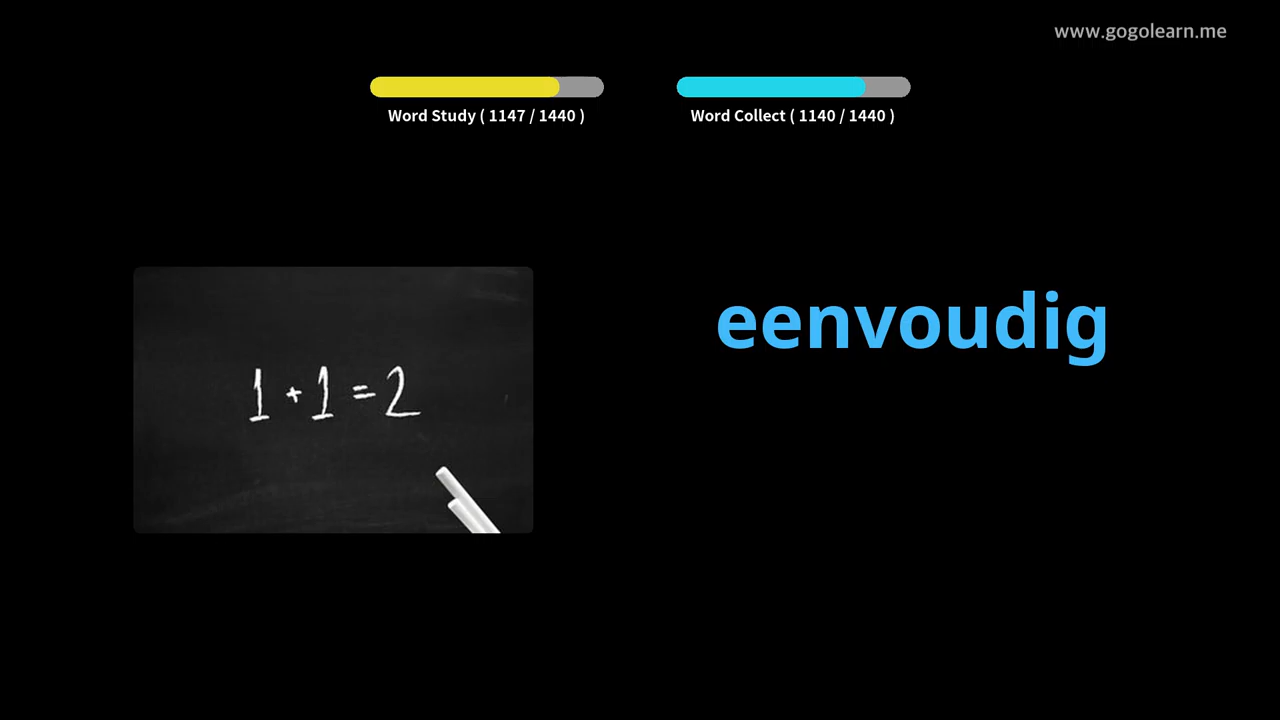 www.gogolearn.me
Word Study ( 1147 / 1440 )
Word Collect ( 1140 / 1440 )
eenvoudig
1 + 1 = 2